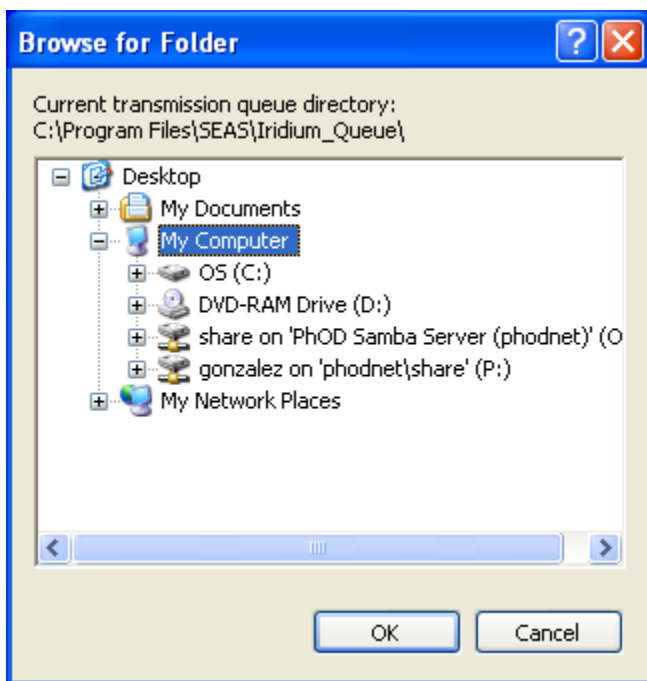 Browse for Folder
Current transmission queue directory:
C:\Program Files\SEAS\Iridium_Queue\
Desktop
My Documents
My Computer
OS (C:)
DVD-RAM Drive (D:)
share on 'PhOD Samba Server (phodnet)' (O
gonzalez on 'phodnet\share' (P:)
My Network Places
OK Cancel